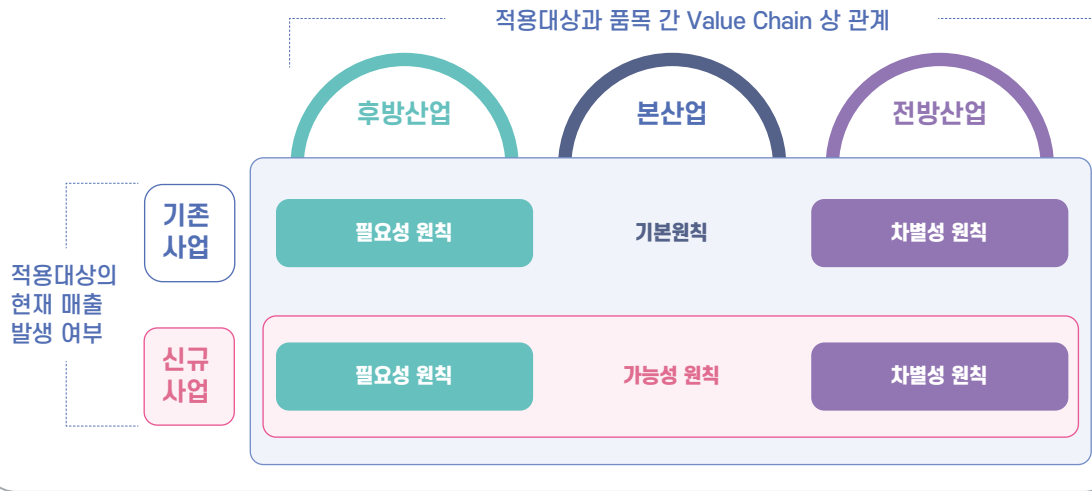 적용대상과 품목 간 Value Chain 상 관계
후방산업
본산업
전방산업
기존
사업
필요성 원칙
기본원칙
차별성 원칙
적용대상의
현재 매출
발생 여부
신규
사업
필요성 원칙
가능성 원칙
차별성 원칙